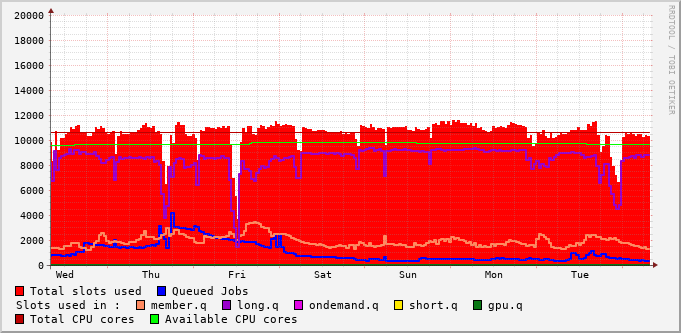 20000
18000
16000
14000
12000
10000
8000
6000
4000
2000
0
Wed Thu Fri Sat Sun Mon Tue
RRDTOOL / TOBI OETIKER
Total slots used Queued Jobs
Slots used in : member.q long.q ondemand.q short.q gpu.q
Total CPU cores Available CPU cores